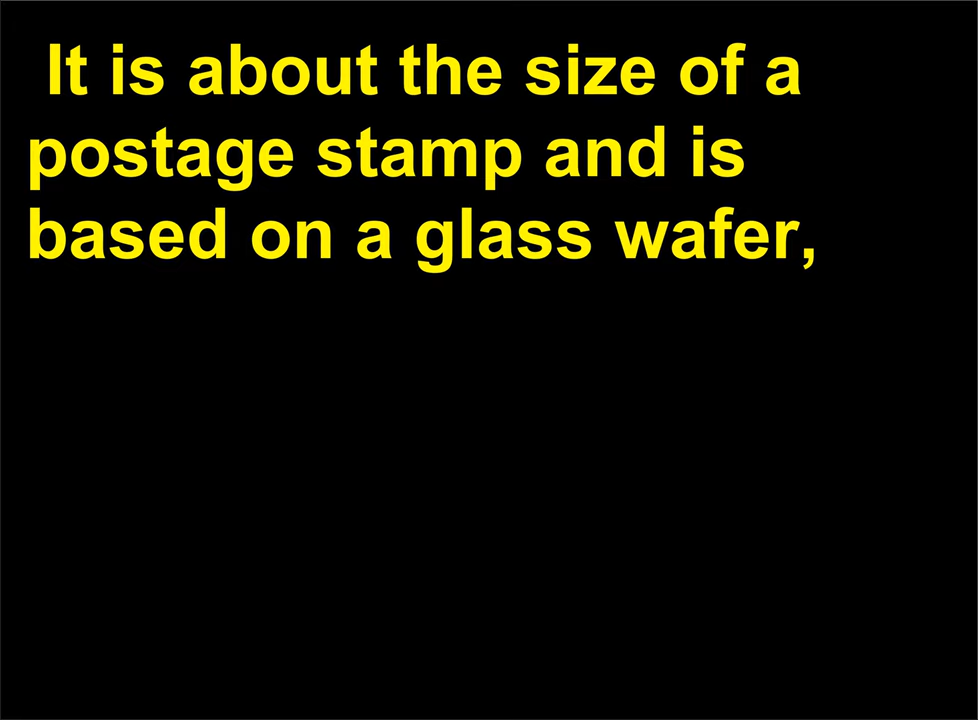 It is about the size of a
postage stamp and is
based on a glass wafer,